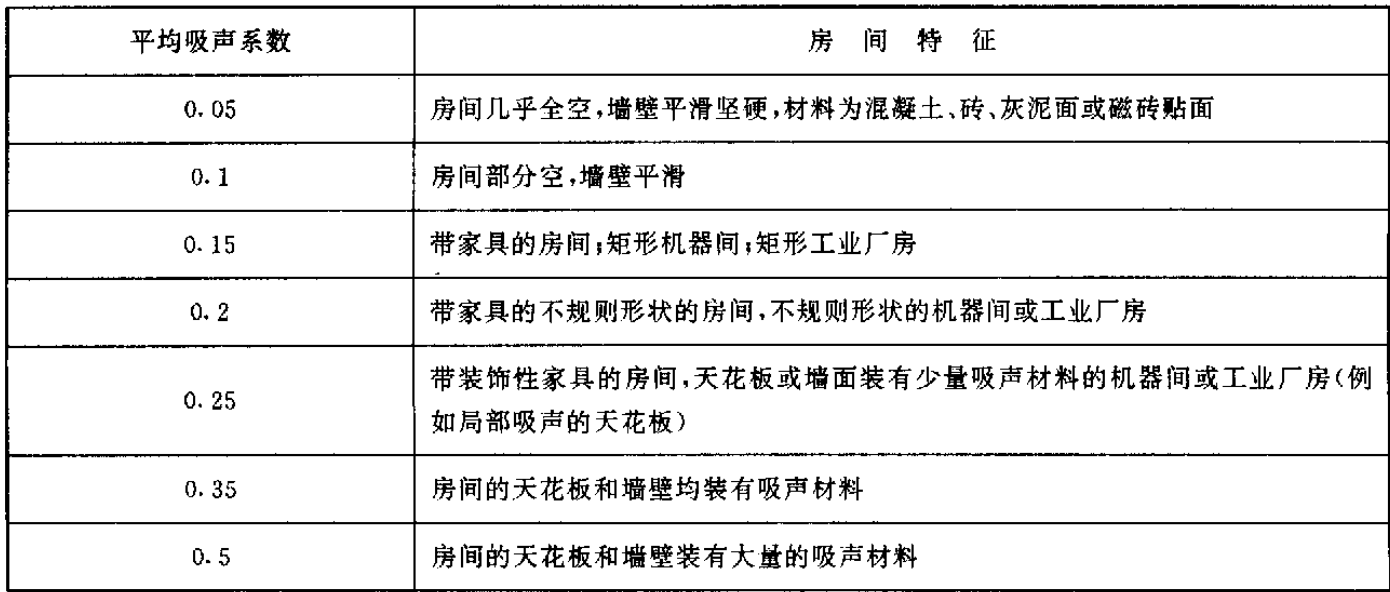 平均吸声系数 房间特征
0.05 房间几乎全空,墙壁平滑坚硬,材料为混凝土、砖、灰泥面或磁砖贴面
0.1 房间部分空,墙壁平滑
0.15 带家具的房间;矩形机器间;矩形工业厂房
0.2 带家具的不规则形状的房间,不规则形状的机器间或工业厂房
0.25 带装饰性家具的房间,天花板或墙面装有少量吸声材料的机器间或工业厂房(例
如局部吸声的天花板)
0.35 房间的天花板和墙壁均装有吸声材料
0.5 房间的天花板和墙壁装有大量的吸声材料